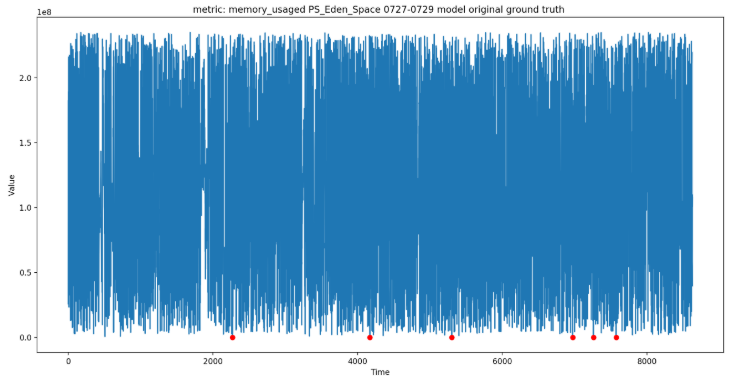 metric: memory_usaged PS_Eden_Space 0727-0729 model original ground truth
1e8
2.0
1.5
1.0
0.5
0.0
Value
0 2000 4000 6000 8000
Time